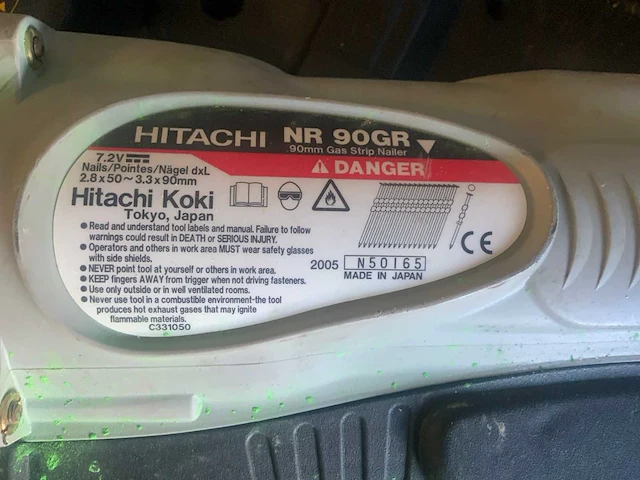 HITACHI NR 90GR
90mm Gas Strip Nailer
7.2V
DANGER
Nails/Pointes/Nägel dxL
2.8 x 50 ~ 3.3 x 90mm
Hitachi Koki
Tokyo, Japan
● Read and understand tool labels and manual. Failure to follow
warnings could result in DEATH or SERIOUS INJURY.
● Operators and others in work area MUST wear safety glasses
with side shields.
● NEVER point tool at yourself or others in work area.
● KEEP fingers AWAY from trigger when not driving fasteners.
● Use only outside or in well ventilated rooms.
● Never use tool in a combustible environment-the tool
produces hot exhaust gases that may ignite
flammable materials.
C331050
2005 N50165
MADE IN JAPAN
CE